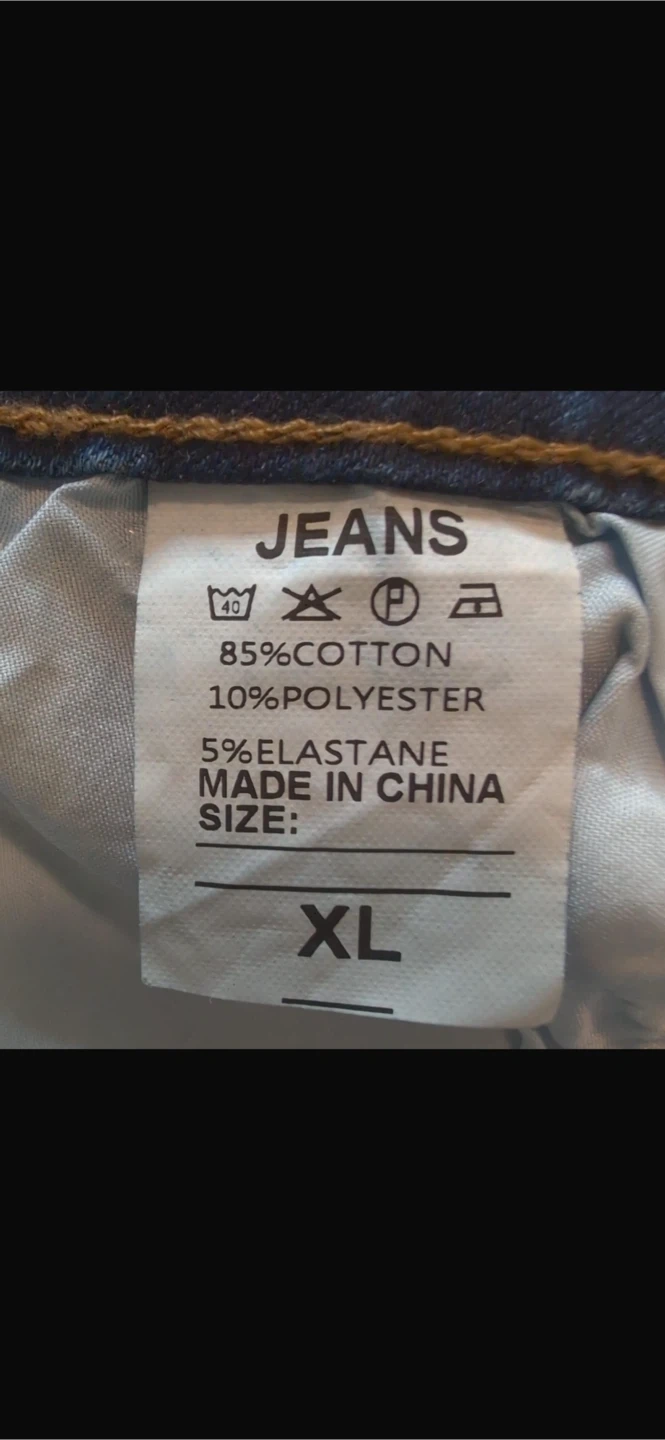 JEANS
40 P
85%COTTON
10%POLYESTER
5%ELASTANE
MADE IN CHINA
SIZE:
XL